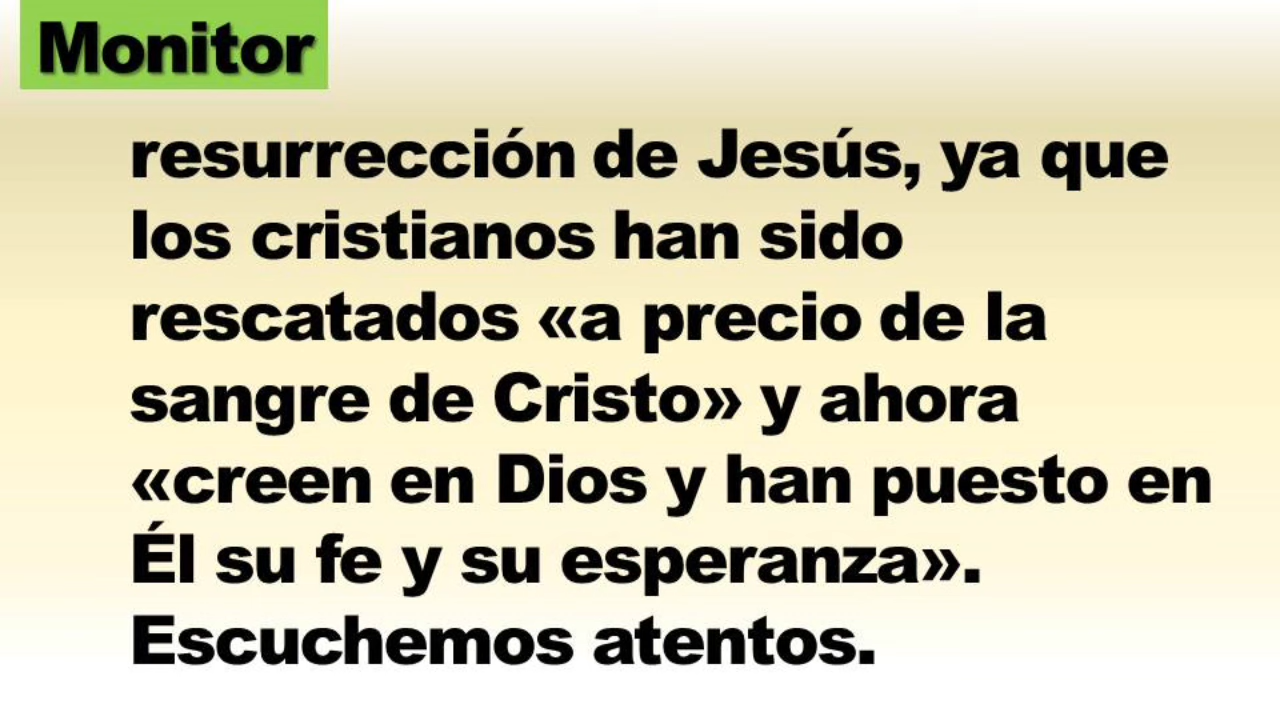 Monitor
resurrección de Jesús, ya que
los cristianos han sido
rescatados «a precio de la
sangre de Cristo» y ahora
«creen en Dios y han puesto en
Él su fe y su esperanza».
Escuchemos atentos.